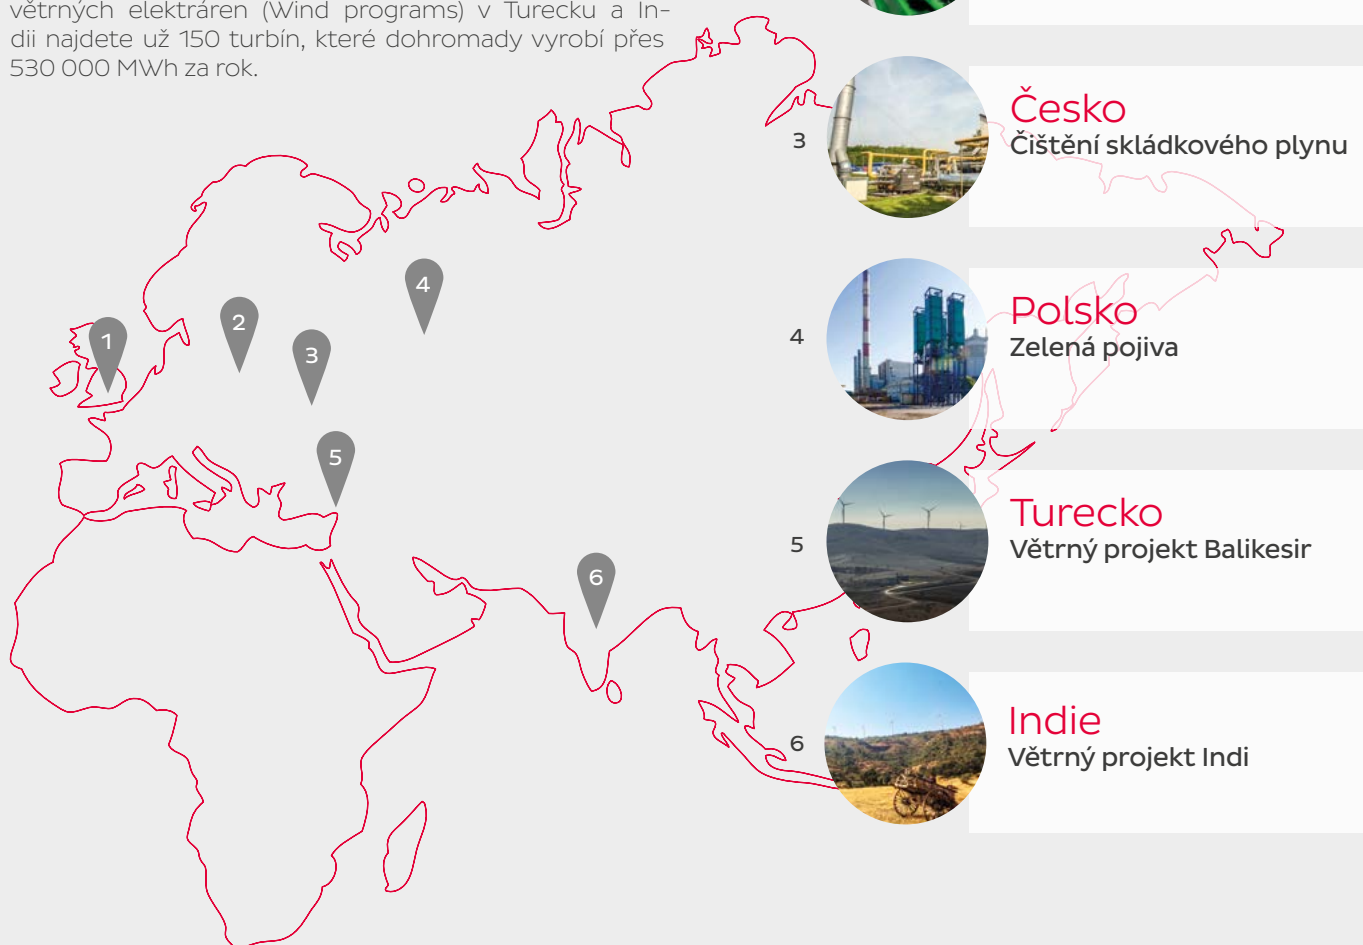 větrných elektráren (Wind programs) v Turecku a In-
dii najdete už 150 turbín, které dohromady vyrobí přes
530 000 MWh za rok.
3
Česko
Čištění skládkového plynu
4
Polsko
Zelená pojiva
5
Turecko
Větrný projekt Balikesir
6
Indie
Větrný projekt Indi
1
2
3
4
5
6